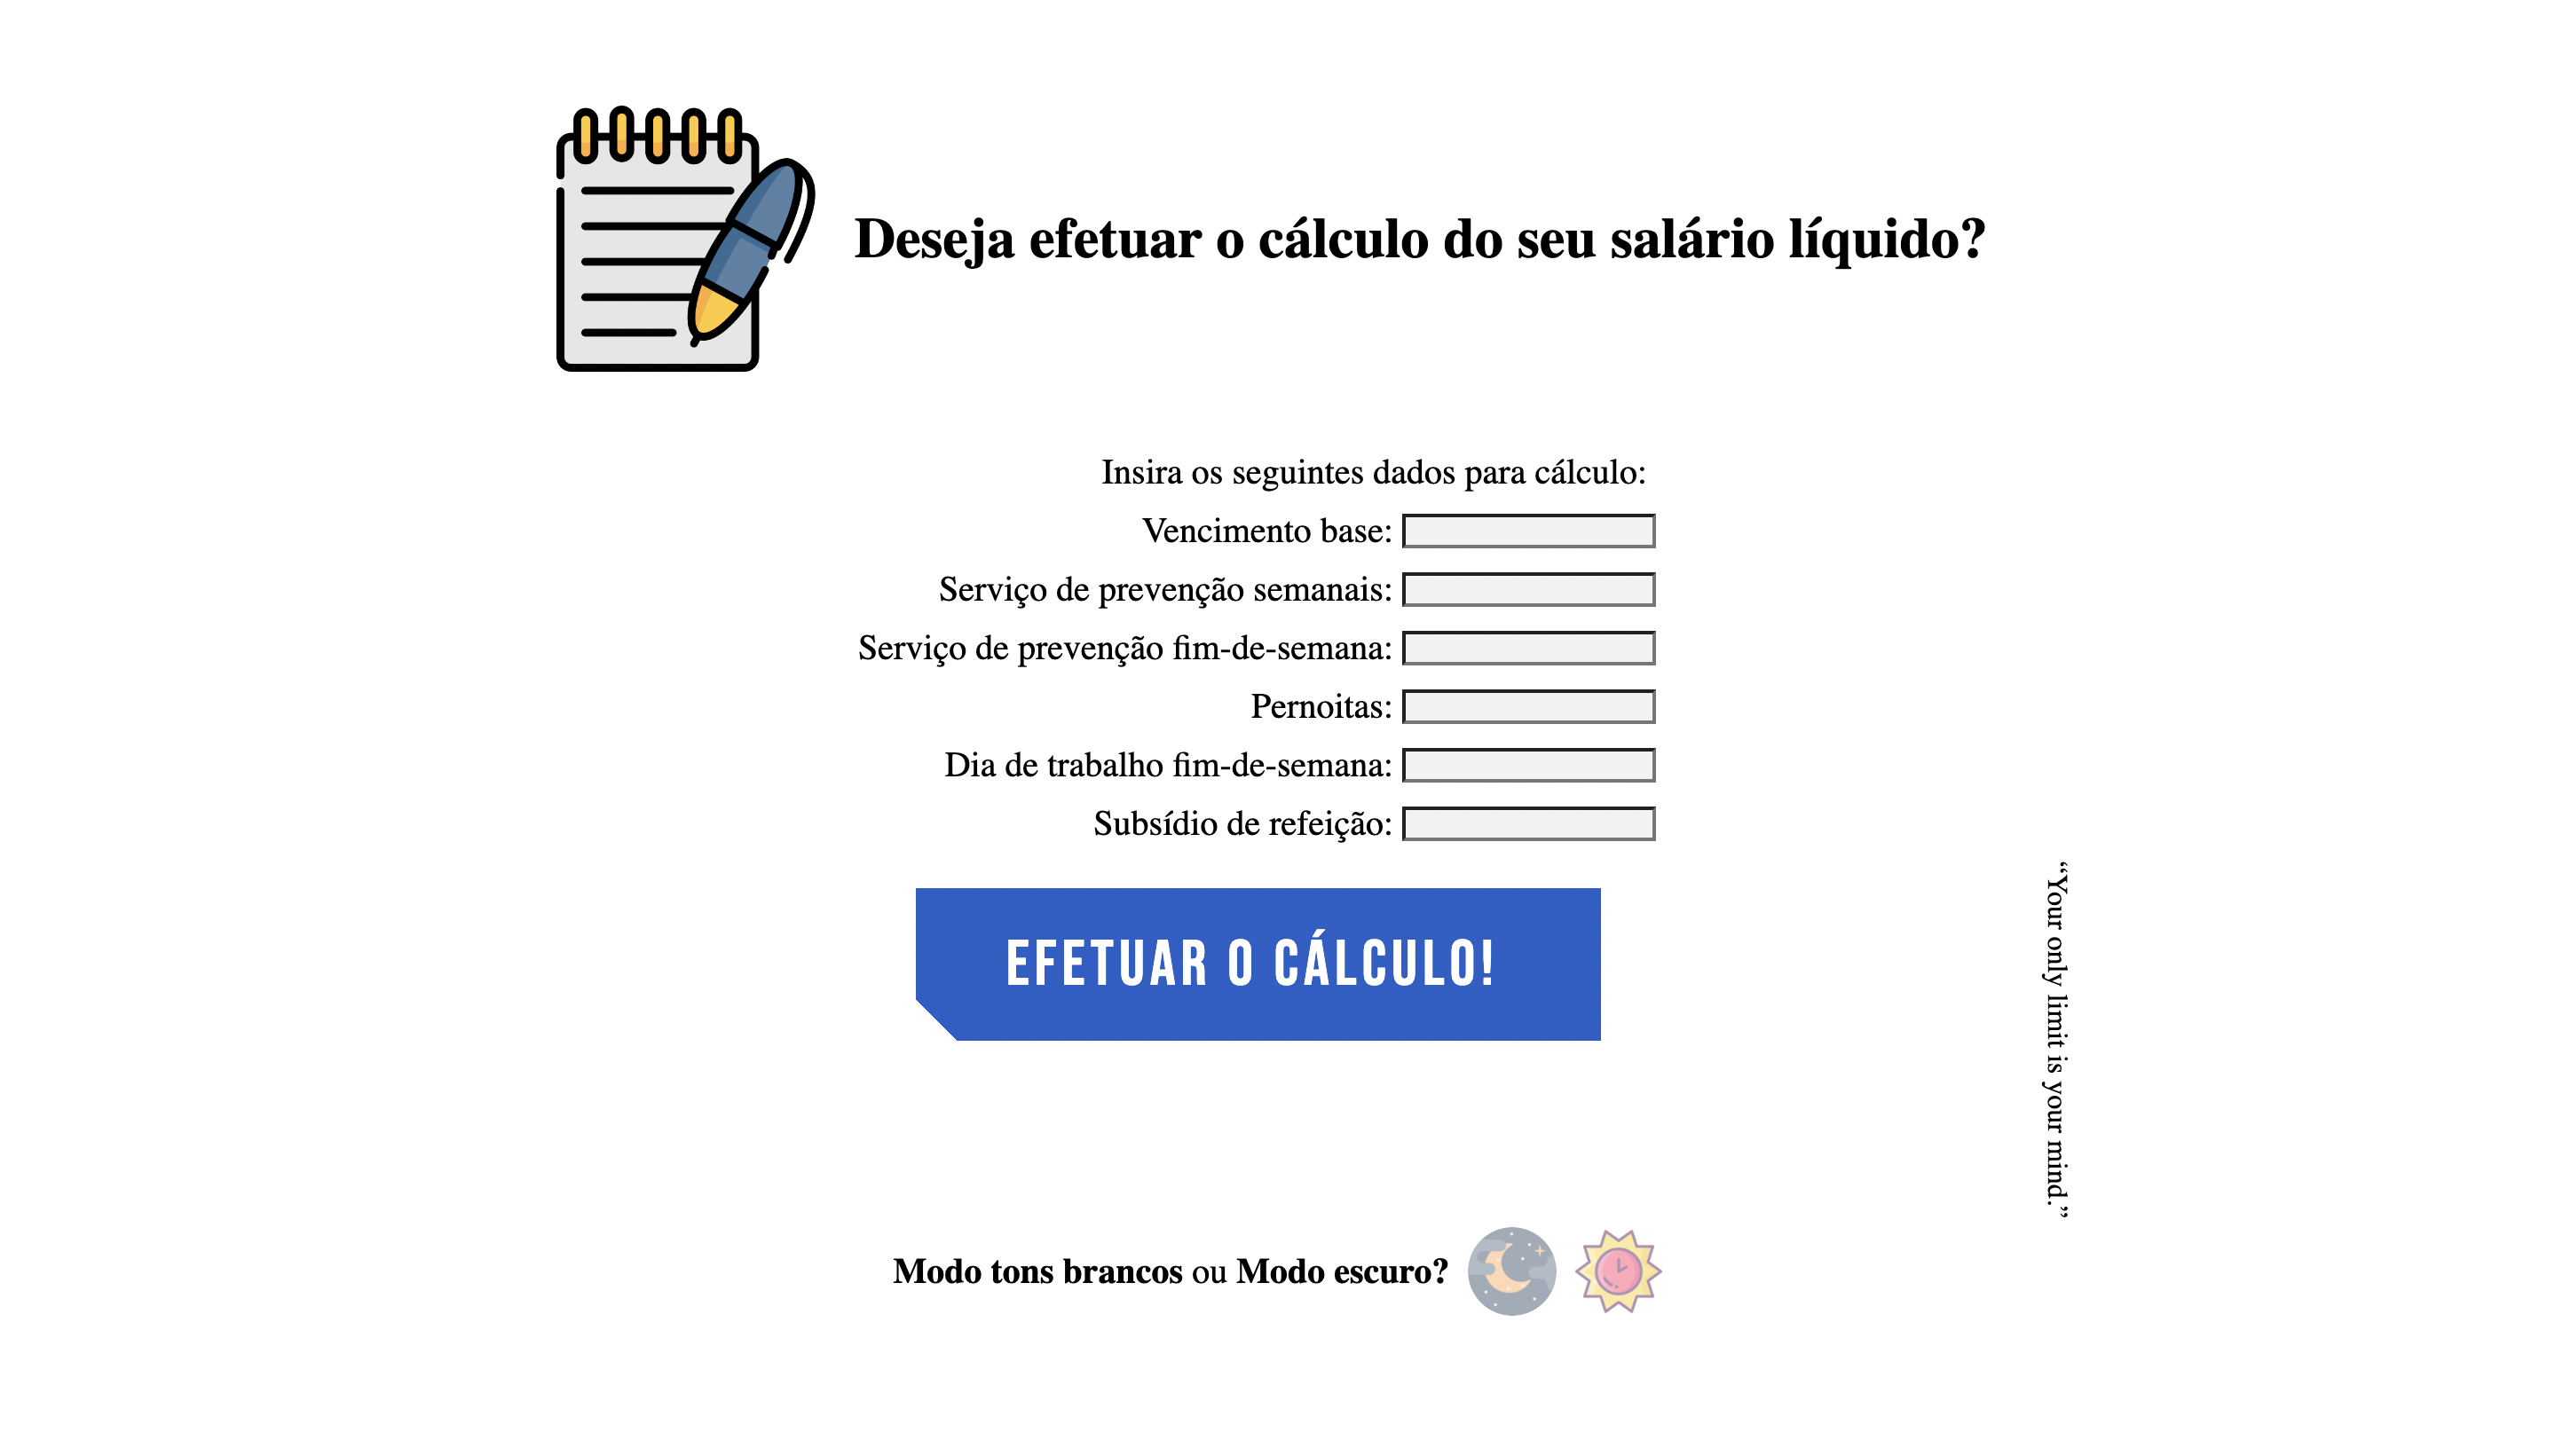 Deseja efetuar o cálculo do seu salário líquido?
Insira os seguintes dados para cálculo:
Vencimento base:
Serviço de prevenção semanais:
Serviço de prevenção fim-de-semana:
Pernoitas:
Dia de trabalho fim-de-semana:
Subsídio de refeição:
EFETUAR O CÁLCULO!
“Your only limit is your mind.”
Modo tons brancos ou Modo escuro?